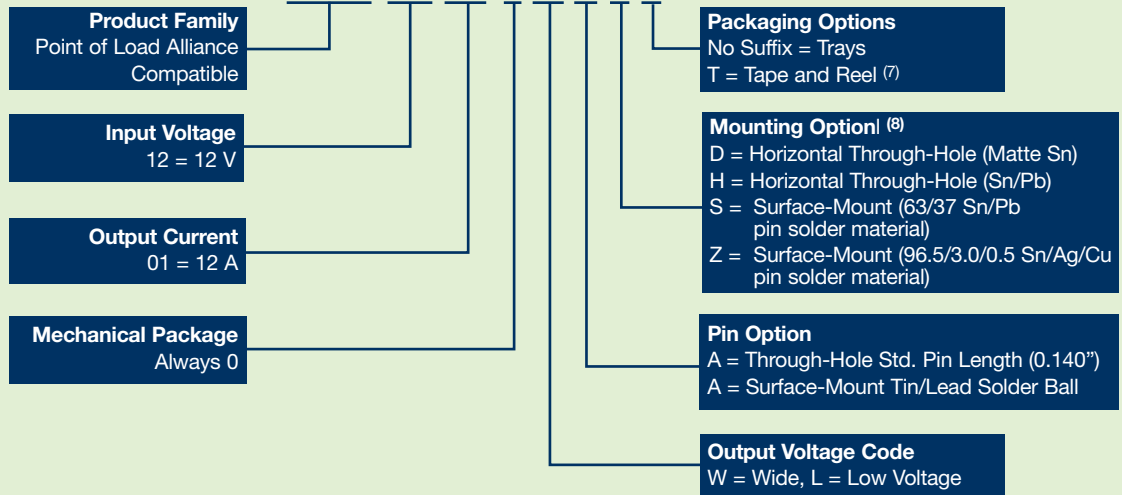 Product Family
Point of Load Alliance
Compatible
Input Voltage
12 = 12 V
Output Current
01 = 12 A
Mechanical Package
Always 0
Packaging Options
No Suffix = Trays
T = Tape and Reel (7)
Mounting Option| (8)
D = Horizontal Through-Hole (Matte Sn)
H = Horizontal Through-Hole (Sn/Pb)
S = Surface-Mount (63/37 Sn/Pb
pin solder material)
Z = Surface-Mount (96.5/3.0/0.5 Sn/Ag/Cu
pin solder material)
Pin Option
A = Through-Hole Std. Pin Length (0.140”)
A = Surface-Mount Tin/Lead Solder Ball
Output Voltage Code
W = Wide, L = Low Voltage